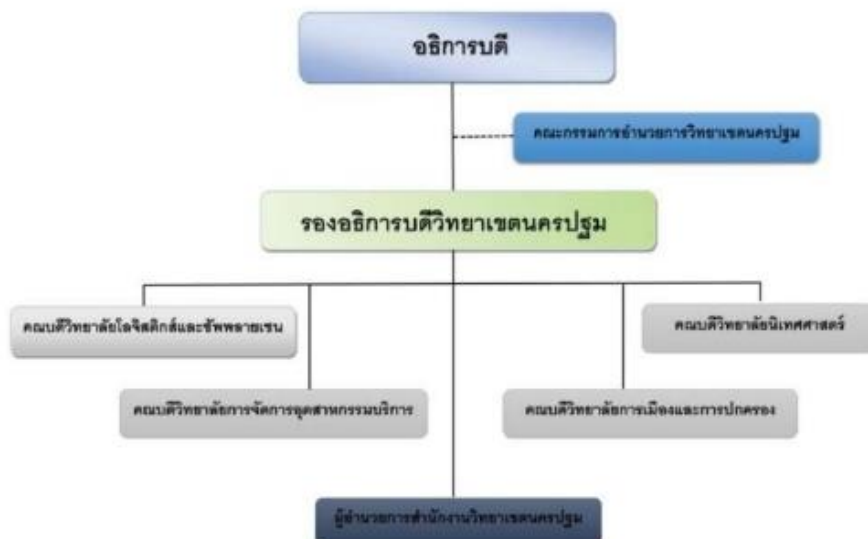 อธิการบดี
คณะกรรมการอำนวยการวิทยาเขตนครปฐม
รองอธิการบดีวิทยาเขตนครปฐม
คณบดีวิทยาลัยโลจิสติกส์และซัพพลายเชน
คณบดีวิทยาลัยนิเทศศาสตร์
คณบดีวิทยาลัยการจัดการอุตสาหกรรมบริการ
คณบดีวิทยาลัยการเมืองและการปกครอง
ผู้อำนวยการสำนักงานวิทยาเขตนครปฐม